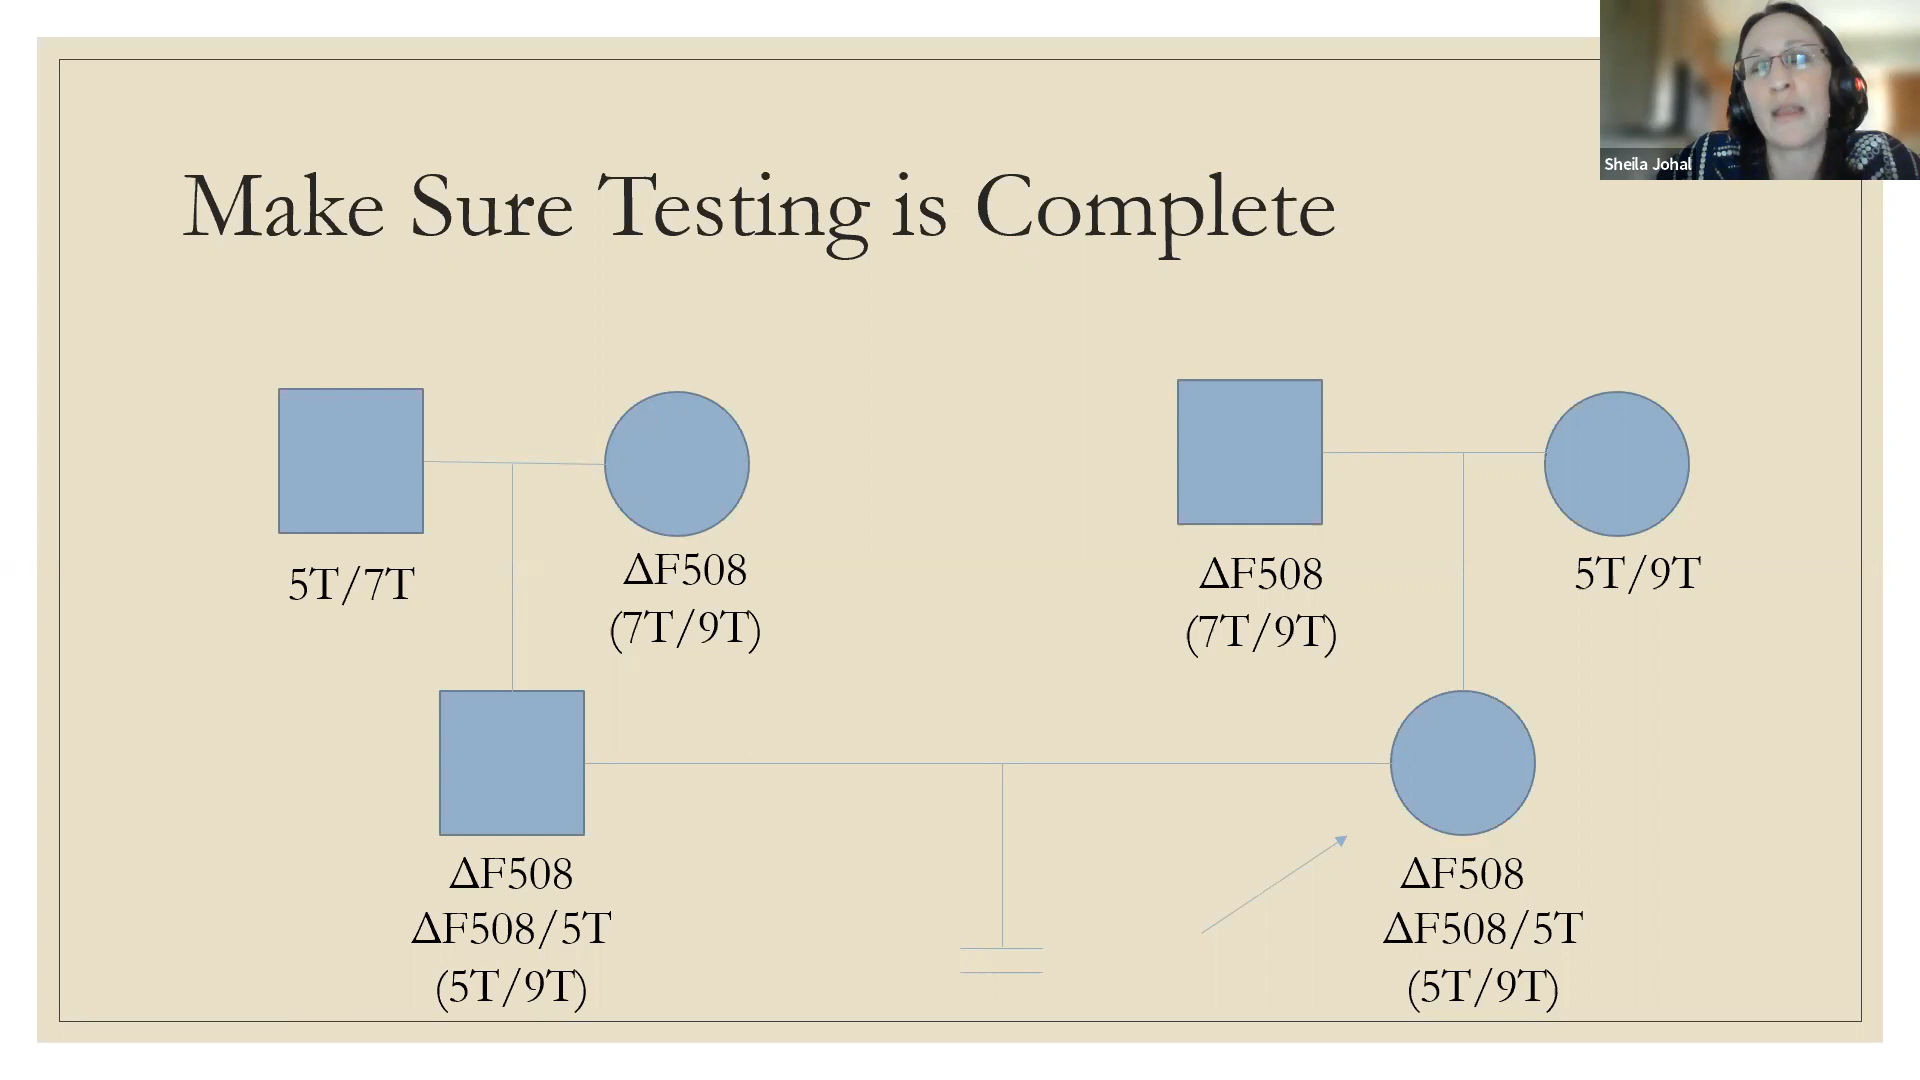 Sheila Johal
Make Sure Testing is Complete
5T/7T
ΔF508
(7T/9T)
ΔF508
(7T/9T)
5T/9T
ΔF508
ΔF508/5T
(5T/9T)
ΔF508
ΔF508/5T
(5T/9T)